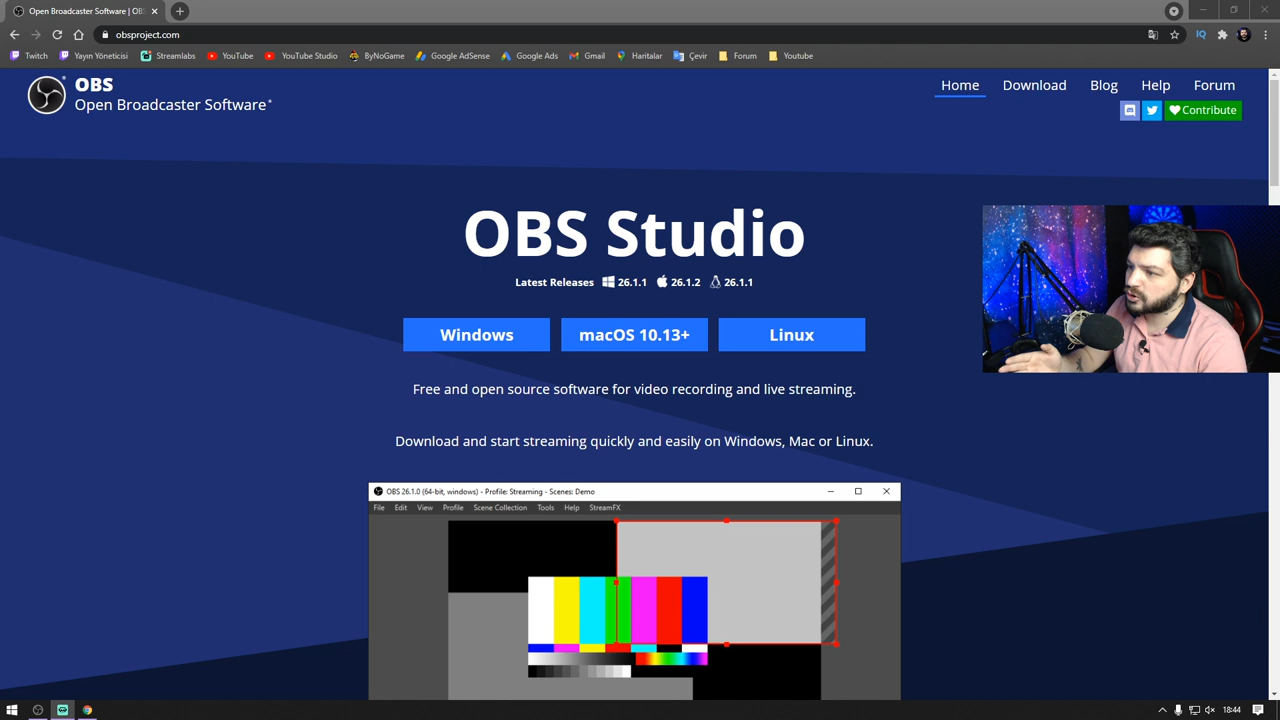 Open Broadcaster Software | OBS
obsproject.com
Twitch
Yayın Yöneticisi
Streamlabs
YouTube
YouTube Studio
ByNoGame
Google AdSense
Google Ads
Gmail
Haritalar
Çevir
Forum
Youtube
OBS
Open Broadcaster Software
Home Download Blog Help Forum
Contribute
OBS Studio
Latest Releases 26.1.1 26.1.2 26.1.1
Windows
macOS 10.13+
Linux
Free and open source software for video recording and live streaming.
Download and start streaming quickly and easily on Windows, Mac or Linux.
OBS 26.1.0 (64-bit, windows) - Profile: Streaming - Scenes: Demo
File Edit View Profile Scene Collection Tools Help StreamFX
18:44